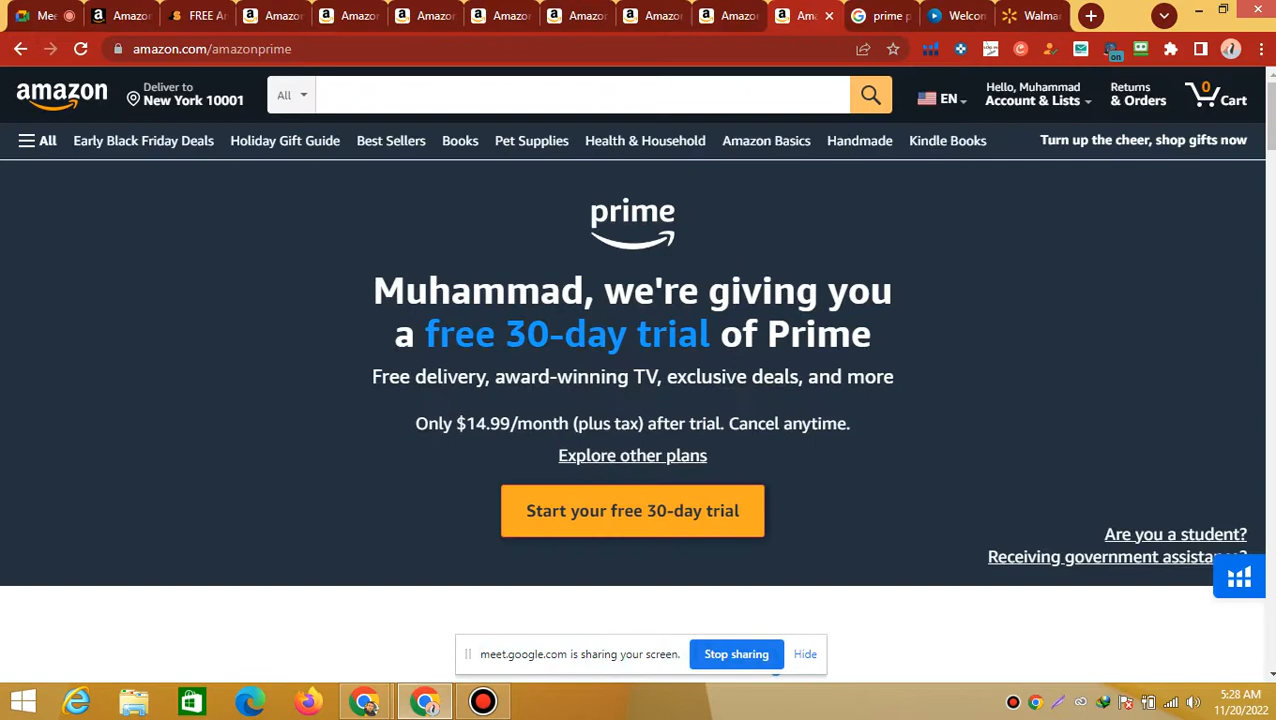 Mee
Amazon
FREE Ar
Amazon
Amazon
Amazon
Amazon
Amazon
Amazon
Amazon
Ama
prime p
Welcon
Walma
amazon.com/amazonprime
on
amazon
Deliver to
New York 10001
All
EN
Hello, Muhammad
Account & Lists
Returns
& Orders
0
Cart
All
Early Black Friday Deals
Holiday Gift Guide
Best Sellers
Books
Pet Supplies
Health & Household
Amazon Basics
Handmade
Kindle Books
Turn up the cheer, shop gifts now
prime
Muhammad, we're giving you
a free 30-day trial of Prime
Free delivery, award-winning TV, exclusive deals, and more
Only $14.99/month (plus tax) after trial. Cancel anytime.
Explore other plans
Start your free 30-day trial
Are you a student?
Receiving government assistance?
meet.google.com is sharing your screen.
Stop sharing
Hide
5:28 AM
11/20/2022